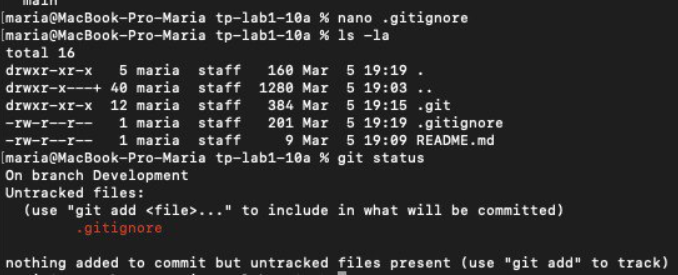 main
[maria@MacBook-Pro-Maria tp-lab1-10a % nano .gitignore
[maria@MacBook-Pro-Maria tp-lab1-10a % ls -la
total 16
drwxr-xr-x   5 maria  staff   160 Mar  5 19:19 .
drwxr-x---+ 40 maria  staff  1280 Mar  5 19:03 ..
drwxr-xr-x  12 maria  staff   384 Mar  5 19:15 .git
-rw-r--r--   1 maria  staff   201 Mar  5 19:19 .gitignore
-rw-r--r--   1 maria  staff     9 Mar  5 19:09 README.md
[maria@MacBook-Pro-Maria tp-lab1-10a % git status
On branch Development
Untracked files:
  (use "git add <file>..." to include in what will be committed)
        .gitignore
nothing added to commit but untracked files present (use "git add" to track)